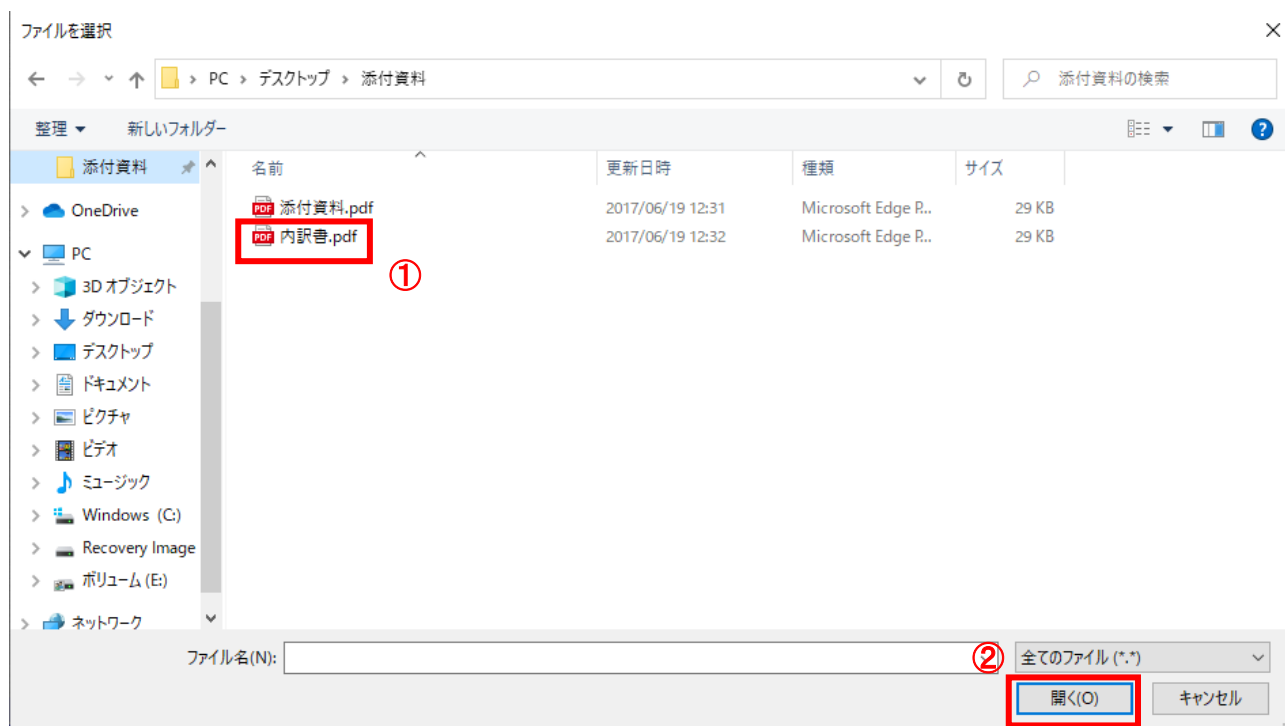 ファイルを選択
PC › デスクトップ › 添付資料
添付資料の検索
整理
新しいフォルダー
添付資料
OneDrive
PC
3D オブジェクト
ダウンロード
デスクトップ
ドキュメント
ピクチャ
ビデオ
ミュージック
Windows (C:)
Recovery Image
ボリューム (E:)
ネットワーク
名前 更新日時 種類 サイズ
PDF 添付資料.pdf 2017/06/19 12:31 Microsoft Edge P... 29 KB
PDF 内訳書.pdf 2017/06/19 12:32 Microsoft Edge P... 29 KB
①
ファイル名(N):
②
全てのファイル (*.*)
開く(O)
キャンセル